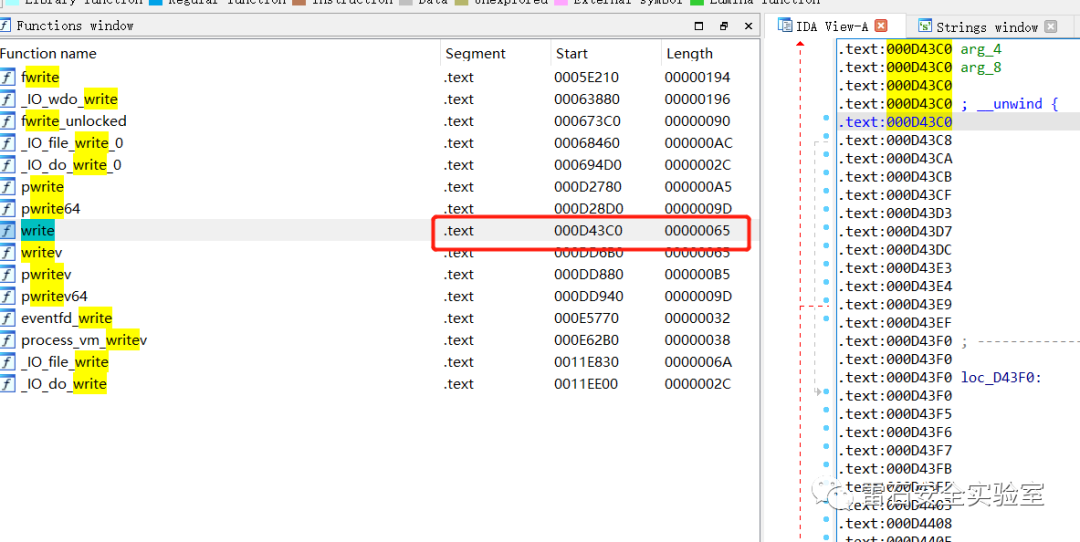 Library function Regular function Instruction Data Unexplored External symbol Lumina function
Functions window
Function name Segment Start Length
fwrite .text 0005E210 00000194
_IO_wdo_write .text 00063880 00000196
fwrite_unlocked .text 000673C0 00000090
_IO_file_write_0 .text 00068460 000000AC
_IO_do_write_0 .text 000694D0 0000002C
pwrite .text 000D2780 000000A5
pwrite64 .text 000D28D0 0000009D
write .text 000D43C0 00000065
writev .text 000DD6B0 00000065
pwritev .text 000DD880 000000B5
pwritev64 .text 000DD940 0000009D
eventfd_write .text 000E5770 00000032
process_vm_writev .text 000E62B0 00000038
_IO_file_write .text 0011E830 0000006A
_IO_do_write .text 0011EE00 0000002C
IDA View-A Strings window
.text:000D43C0 arg_4
.text:000D43C0 arg_8
.text:000D43C0
.text:000D43C0 ; __unwind {
.text:000D43C0
.text:000D43C8
.text:000D43CA
.text:000D43CB
.text:000D43CF
.text:000D43D3
.text:000D43D7
.text:000D43DC
.text:000D43E3
.text:000D43E4
.text:000D43E9
.text:000D43EF
.text:000D43F0 ; -------------
.text:000D43F0
.text:000D43F0 loc_D43F0:
.text:000D43F0
.text:000D43F5
.text:000D43F6
.text:000D43F7
.text:000D43FB
.text:000D4403
.text:000D4408
雷石安全实验室